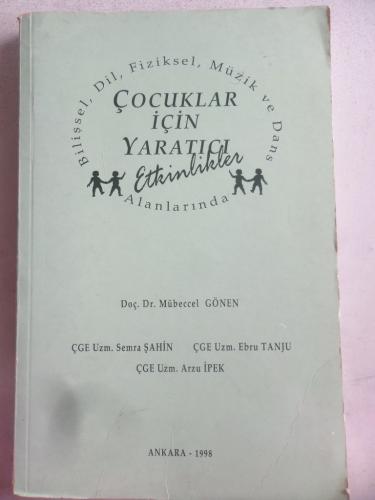 Bilişsel, Dil, Fiziksel, Müzik ve Dans
ÇOCUKLAR
İÇİN
YARATICI
Etkinlikler
Alanlarında
Doç. Dr. Mübeccel GÖNEN
ÇGE Uzm. Semra ŞAHİN ÇGE Uzm. Ebru TANJU
ÇGE Uzm. Arzu İPEK
ANKARA - 1998